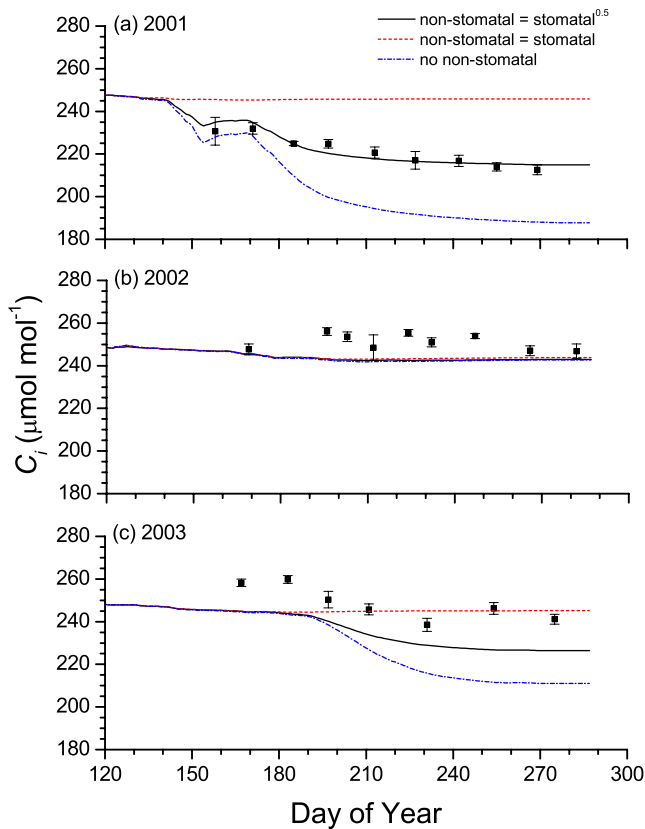 (a) 2001
non-stomatal = stomatal^0.5
non-stomatal = stomatal
no non-stomatal
280
260
240
220
200
180
(b) 2002
280
260
240
220
200
180
C_i (μmol mol^-1)
(c) 2003
280
260
240
220
200
180
120 150 180 210 240 270 300
Day of Year